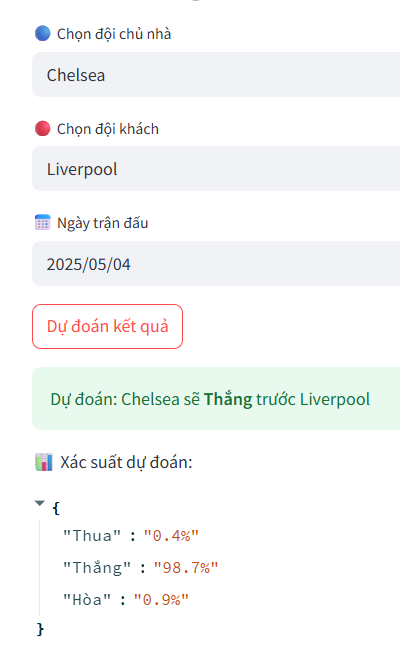 Chọn đội chủ nhà
Chelsea
Chọn đội khách
Liverpool
Ngày trận đấu
2025/05/04
Dự đoán kết quả
Dự đoán: Chelsea sẽ Thắng trước Liverpool
Xác suất dự đoán:
{
"Thua" : "0.4%"
"Thắng" : "98.7%"
"Hòa" : "0.9%"
}